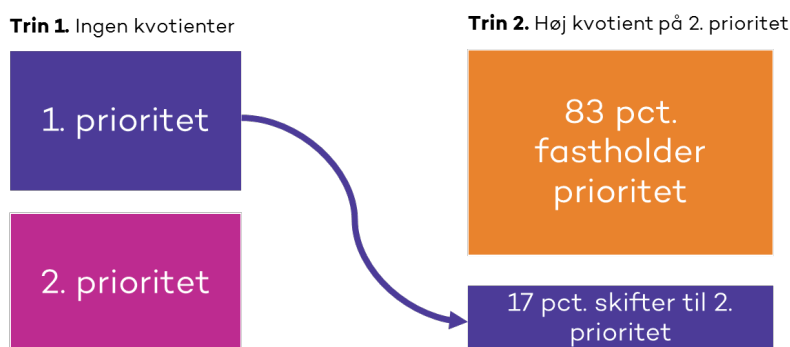 Trin 1. Ingen kvotienter
1. prioritet
2. prioritet
Trin 2. Høj kvotient på 2. prioritet
83 pct.
fastholder
prioritet
17 pct. skifter til 2.
prioritet